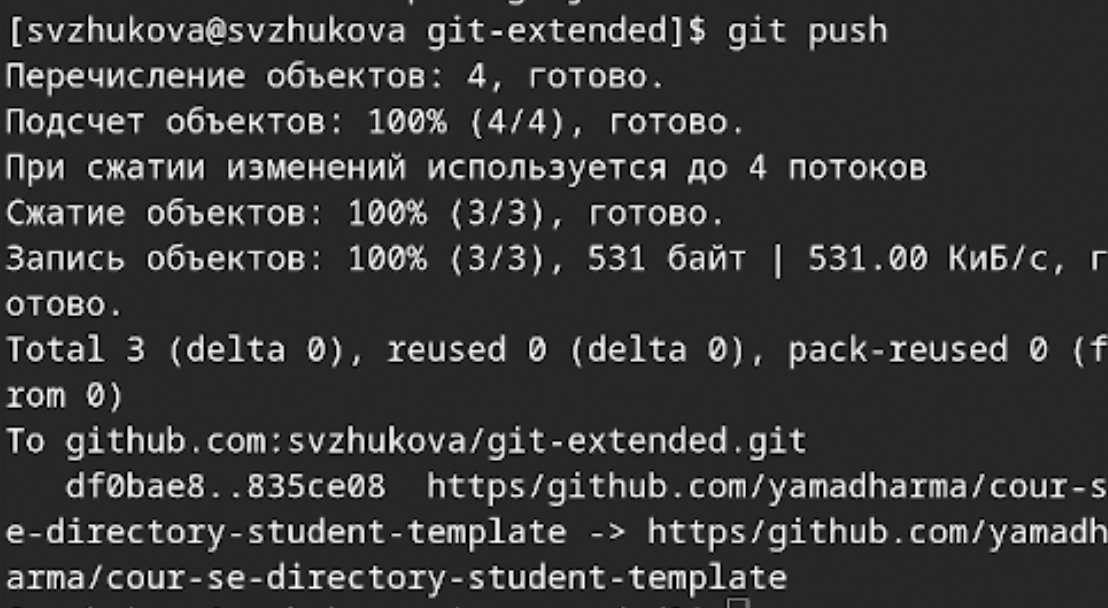 [svzhukova@svzhukova git-extended]$ git push
Перечисление объектов: 4, готово.
Подсчет объектов: 100% (4/4), готово.
При сжатии изменений используется до 4 потоков
Сжатие объектов: 100% (3/3), готово.
Запись объектов: 100% (3/3), 531 байт | 531.00 КиБ/с, г
отово.
Total 3 (delta 0), reused 0 (delta 0), pack-reused 0 (f
rom 0)
To github.com:svzhukova/git-extended.git
   df0bae8..835ce08  https/github.com/yamadharma/cour-s
e-directory-student-template -> https/github.com/yamadh
arma/cour-se-directory-student-template